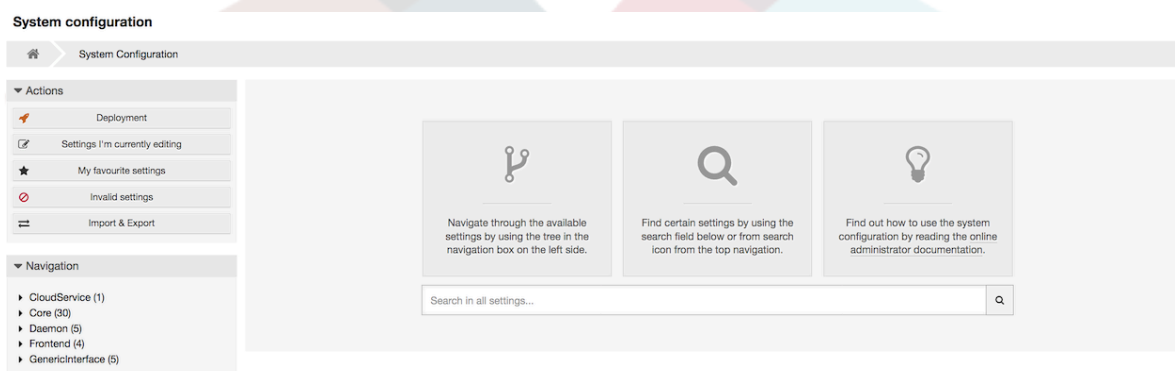 System configuration
System Configuration
Actions
Deployment
Settings I'm currently editing
My favourite settings
Invalid settings
Import & Export
Navigation
CloudService (1)
Core (30)
Daemon (5)
Frontend (4)
GenericInterface (5)
Navigate through the available
settings by using the tree in the
navigation box on the left side.
Find certain settings by using the
search field below or from search
icon from the top navigation.
Find out how to use the system
configuration by reading the online
administrator documentation.
Search in all settings...